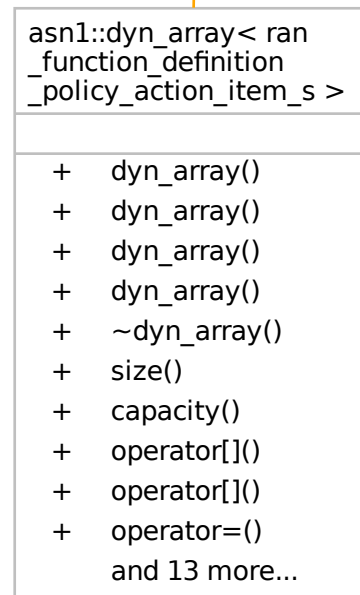 asn1::dyn_array< ran
_function_definition
_policy_action_item_s >
+ dyn_array()
+ dyn_array()
+ dyn_array()
+ dyn_array()
+ ~dyn_array()
+ size()
+ capacity()
+ operator[]()
+ operator[]()
+ operator=()
and 13 more...